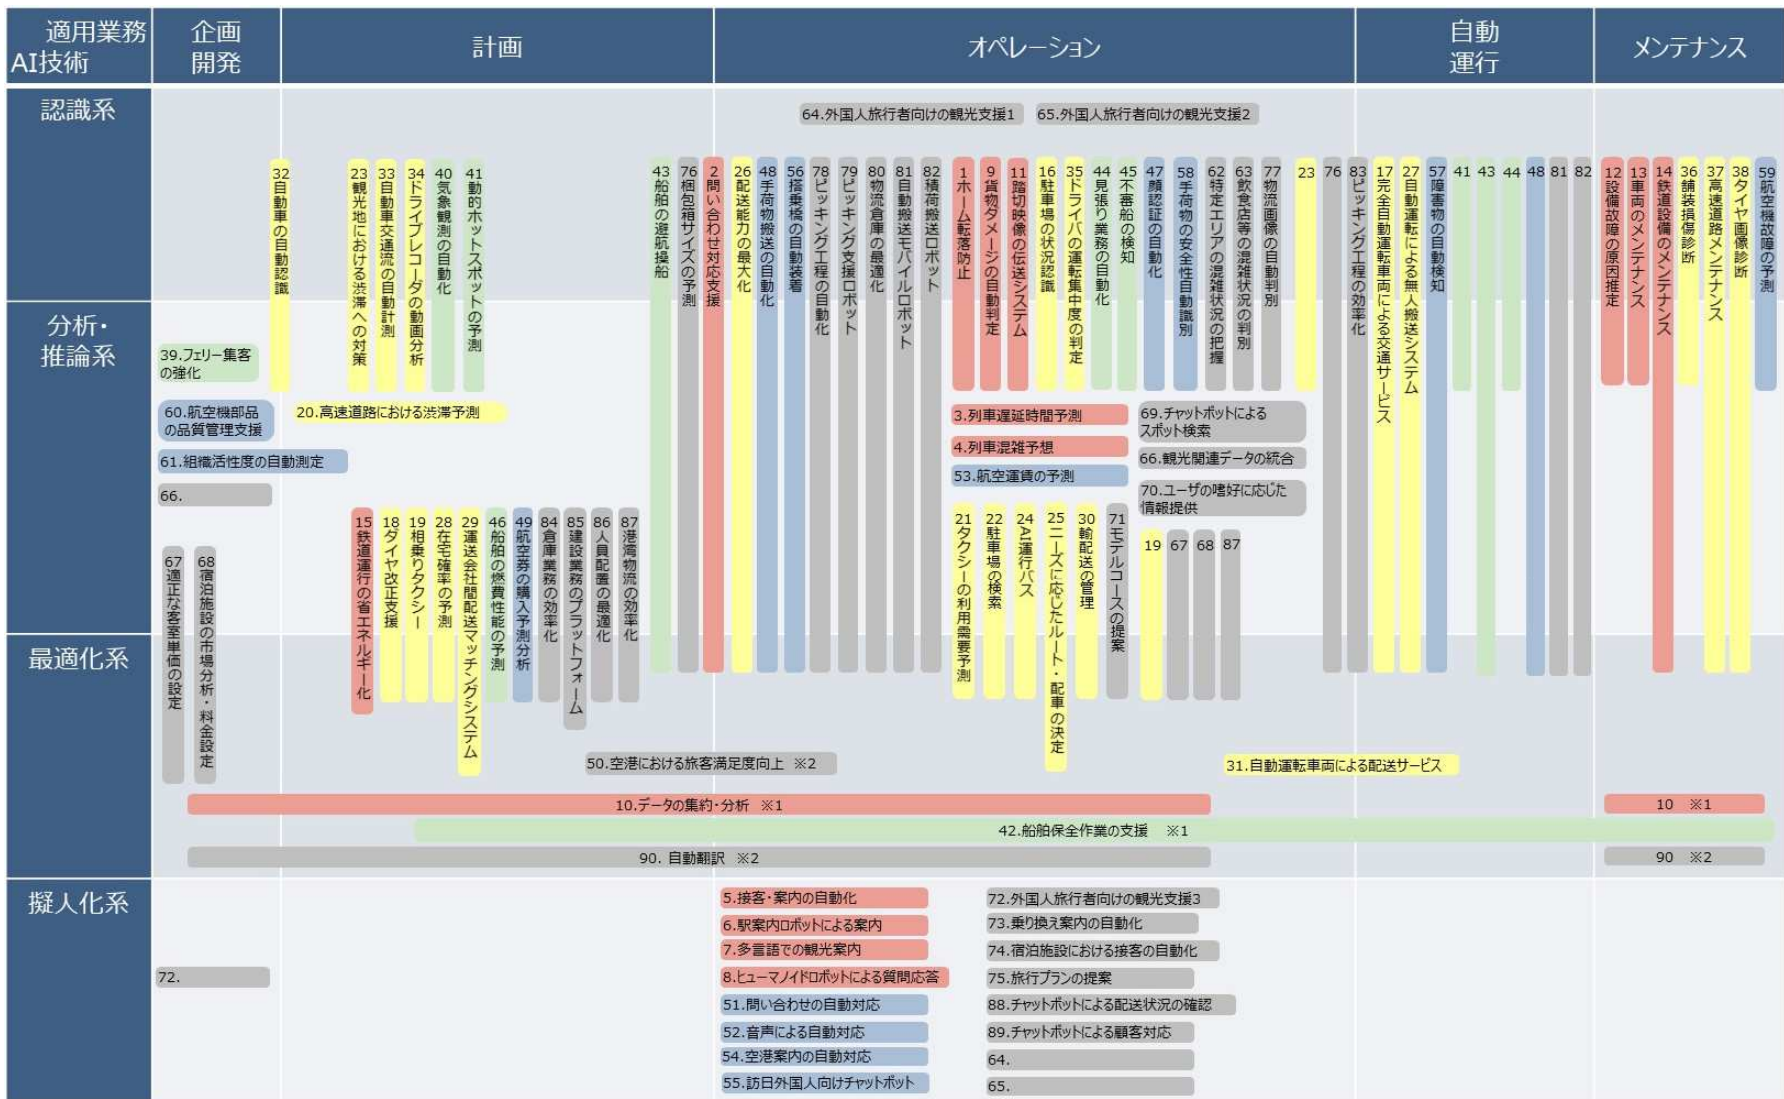 適用業務
AI技術
企画
開発
計画
オペレーション
自動
運行
メンテナンス
認識系
64.外国人旅行者向けの観光支援1
65.外国人旅行者向けの観光支援2
32自動車の自動認識
23観光地における渋滞への対策
33自動車交通流の自動計測
34ドライブレコーダの動画分析
40気象観測の自動化
41動的ホットスポットの予測
43船舶の避航操船
76梱包箱サイズの予測
2問い合わせ対応支援
26配送能力の最大化
48手荷物搬送の自動化
56搭乗橋の自動装着
78ピッキング工程の自動化
79ピッキング支援ロボット
80物流倉庫の最適化
81自動搬送モバイルロボット
82積荷搬送ロボット
1ホーム転落防止
9貨物ダメージの自動判定
11踏切映像の伝送システム
16駐車場の状況認識
35ドライバの運転集中度の判定
44見張り業務の自動化
45不審船の検知
47顔認証の自動化
58手荷物の安全性自動識別
62特定エリアの混雑状況の把握
63飲食店等の混雑状況の判別
77物流画像の自動判別
23
76
83ピッキング工程の効率化
17完全自動運転車両による交通サービス
27自動運転による無人搬送システム
57障害物の自動検知
41
43
44
48
81
82
12設備故障の原因推定
13車両のメンテナンス
14鉄道設備のメンテナンス
36舗装損傷診断
37高速道路メンテナンス
38タイヤ画像診断
59航空機故障の予測
分析・
推論系
39.フェリー集客
の強化
60.航空機部品
の品質管理支援
20.高速道路における渋滞予測
61.組織活性度の自動測定
66.
3.列車遅延時間予測
4.列車混雑予想
53.航空運賃の予測
69.チャットボットによる
スポット検索
66.観光関連データの統合
70.ユーザの嗜好に応じた
情報提供
67適正な客室単価の設定
68宿泊施設の市場分析・料金設定
15鉄道運行の省エネルギー化
18ダイヤ改正支援
19相乗りタクシー
28在宅確率の予測
29運送会社間配送マッチングシステム
46船舶の燃費性能の予測
49航空券の購入予測分析
84倉庫業務の効率化
85建設業務のプラットフォーム
86人員配置の最適化
87港湾物流の効率化
21タクシーの利用需要予測
22駐車場の検索
24AI運行バス
25ニーズに応じたルート・配車の決定
30輸配送の管理
71モデルコースの提案
19
67
68
87
最適化系
50.空港における旅客満足度向上 ※2
31.自動運転車両による配送サービス
10.データの集約・分析 ※1
10 ※1
42.船舶保全作業の支援 ※1
90. 自動翻訳 ※2
90 ※2
擬人化系
72.
5.接客・案内の自動化
6.駅案内ロボットによる案内
7.多言語での観光案内
8.ヒューマノイドロボットによる質問応答
51.問い合わせの自動対応
52.音声による自動対応
54.空港案内の自動対応
55.訪日外国人向けチャットボット
72.外国人旅行者向けの観光支援3
73.乗り換え案内の自動化
74.宿泊施設における接客の自動化
75.旅行プランの提案
88.チャットボットによる配送状況の確認
89.チャットボットによる顧客対応
64.
65.